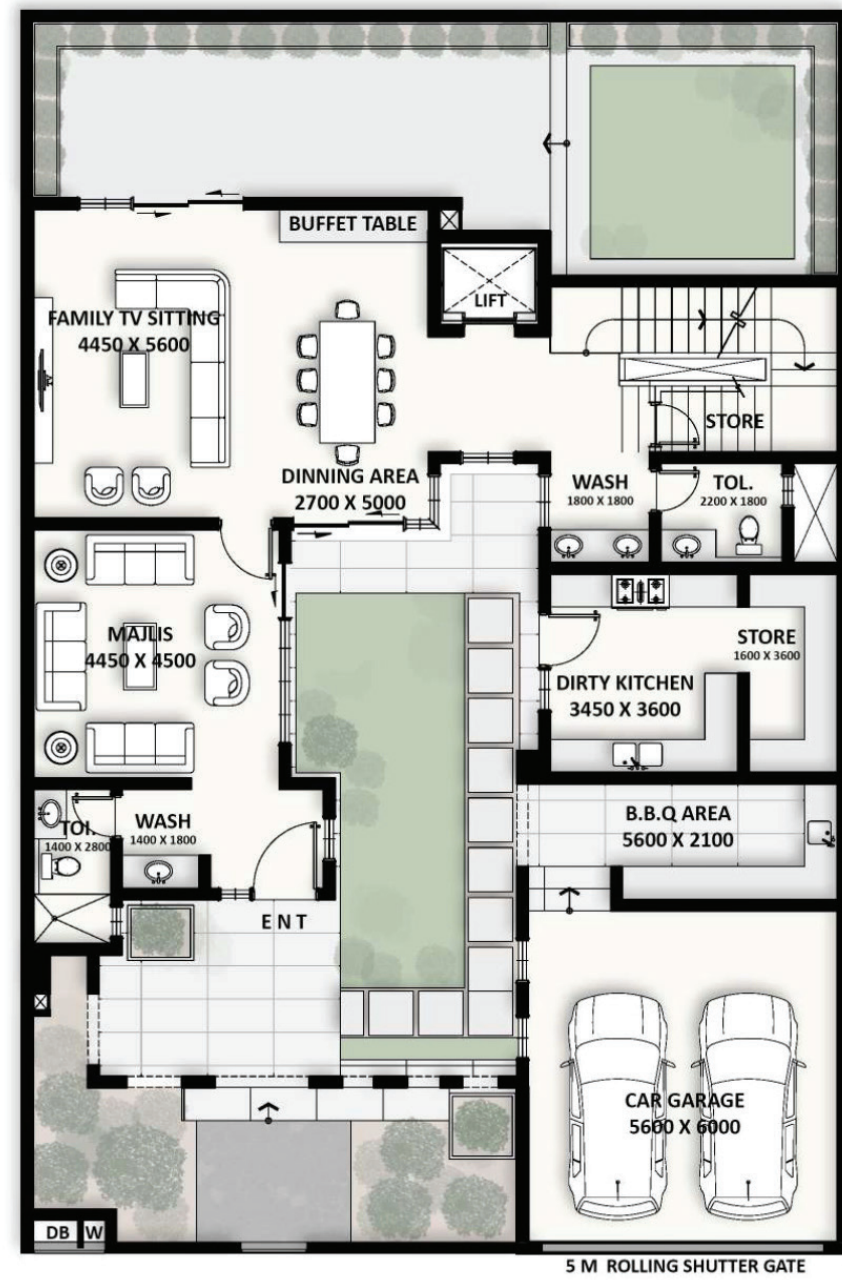 BUFFET TABLE
LIFT
FAMILY TV SITTING
4450 X 5600
TV
STORE
DINNING AREA
2700 X 5000
WASH
1800 X 1800
TOL.
2200 X 1800
MAJLIS
4450 X 4500
STORE
1600 X 3600
DIRTY KITCHEN
3450 X 3600
TOL.
1400 X 2800
WASH
1400 X 1800
B.B.Q AREA
5600 X 2100
ENT
CAR GARAGE
5600 X 6000
DB
W
5 M ROLLING SHUTTER GATE